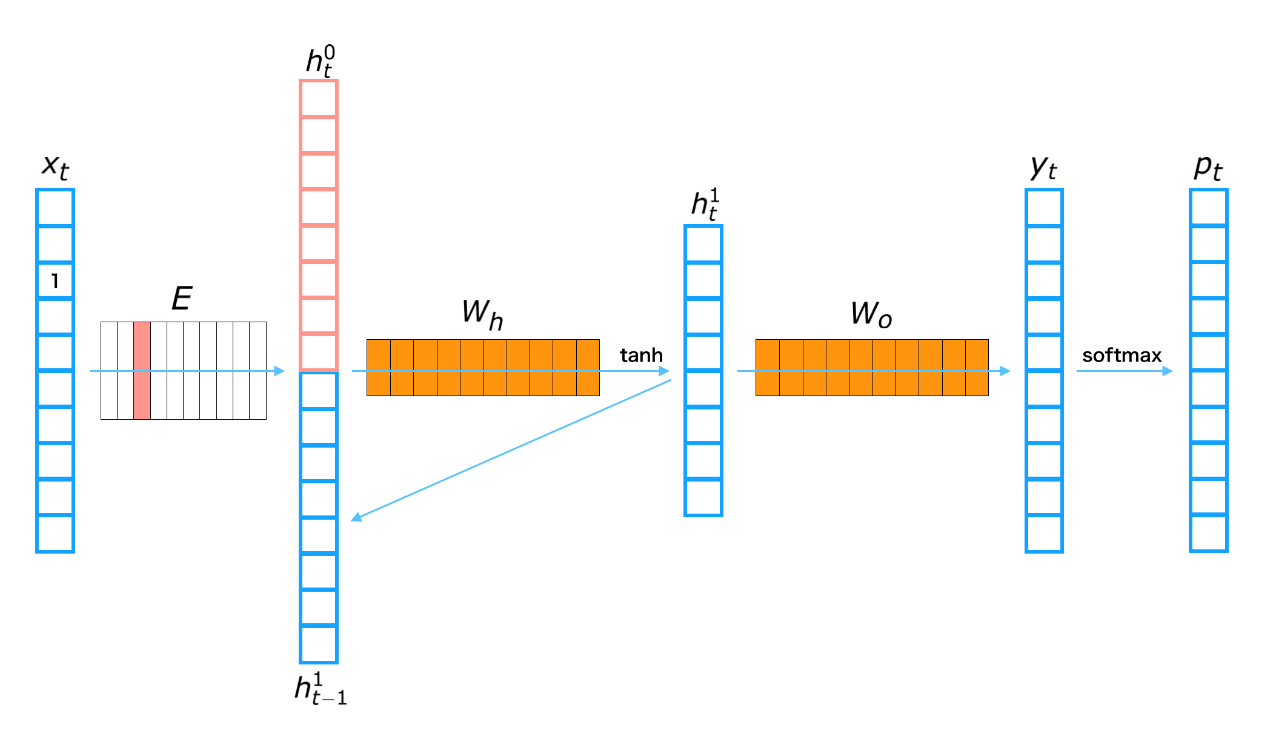 x_t
1
E
h_t^0
h_{t-1}^1
W_h
tanh
h_t^1
W_o
y_t
softmax
p_t